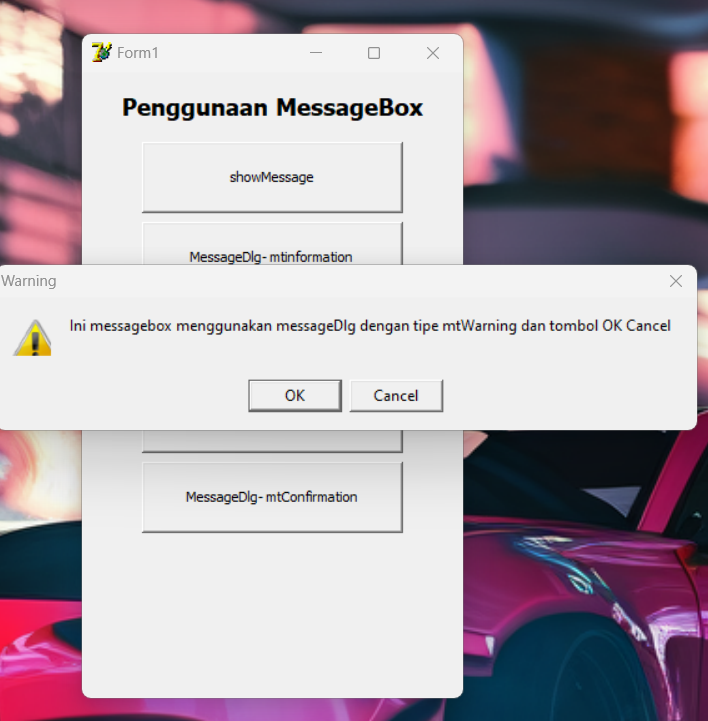 Form1
Penggunaan MessageBox
showMessage
MessageDlg- mtinformation
Warning
Ini messagebox menggunakan messageDlg dengan tipe mtWarning dan tombol OK Cancel
OK Cancel
MessageDlg- mtConfirmation